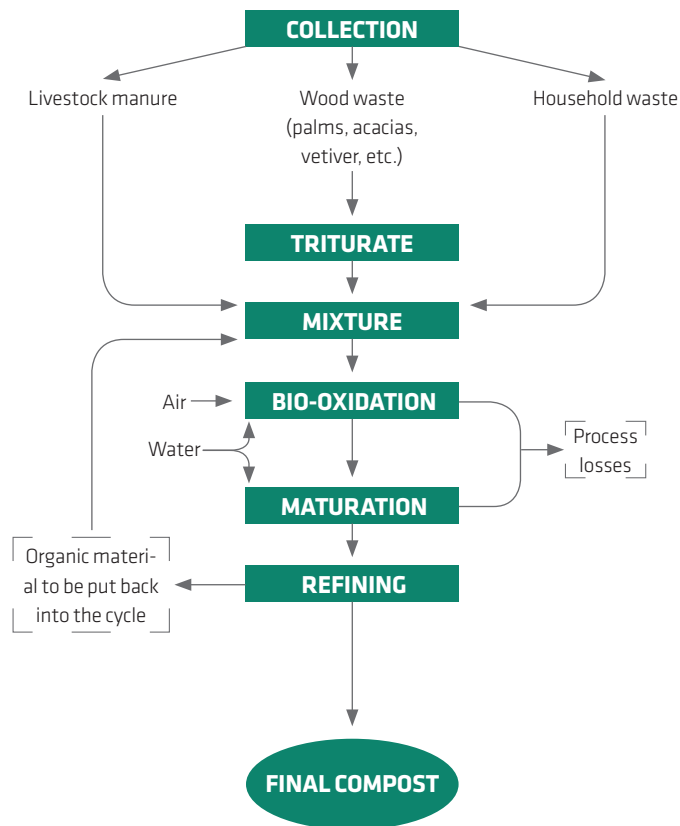 COLLECTION
Livestock manure
Wood waste
(palms, acacias,
vetiver, etc.)
Household waste
TRITURATE
MIXTURE
Air
BIO-OXIDATION
Water
Process
losses
MATURATION
Organic materi-
al to be put back
into the cycle
REFINING
FINAL COMPOST